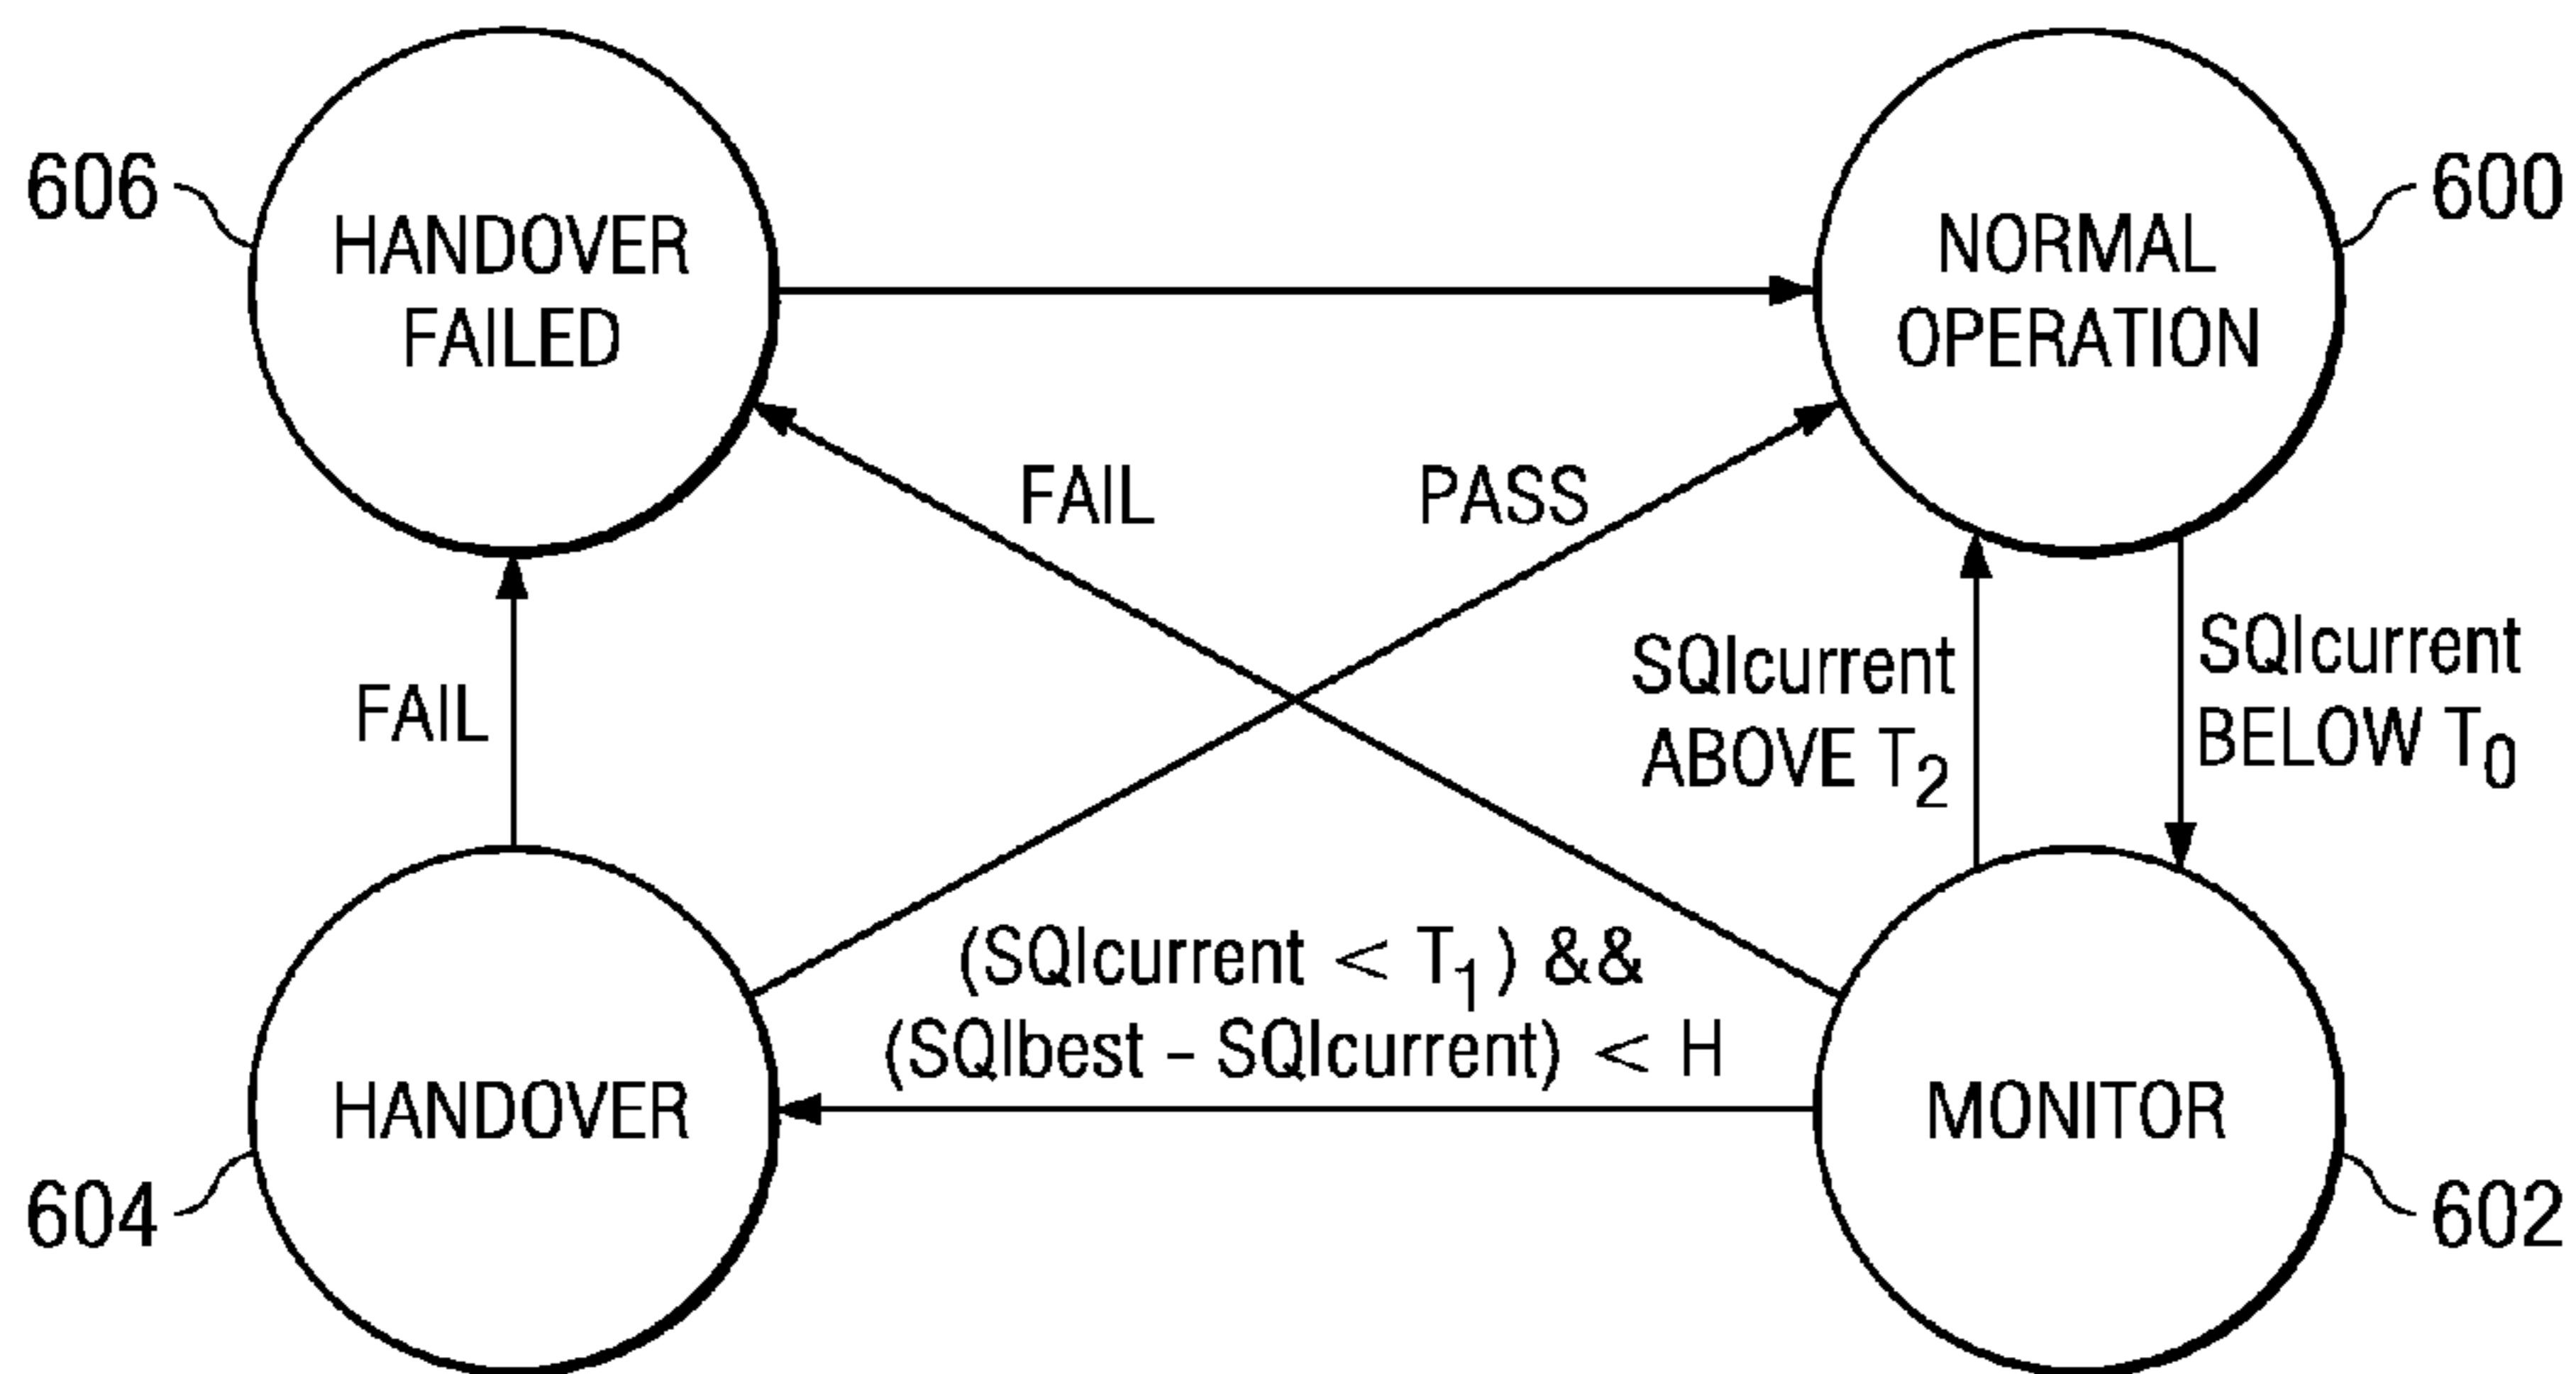 606
HANDOVER
FAILED
NORMAL
OPERATION
600
FAIL
PASS
FAIL
SQIcurrent
ABOVE T2
SQIcurrent
BELOW T0
(SQIcurrent < T1) &&
(SQIbest - SQIcurrent) < H
HANDOVER
MONITOR
604
602